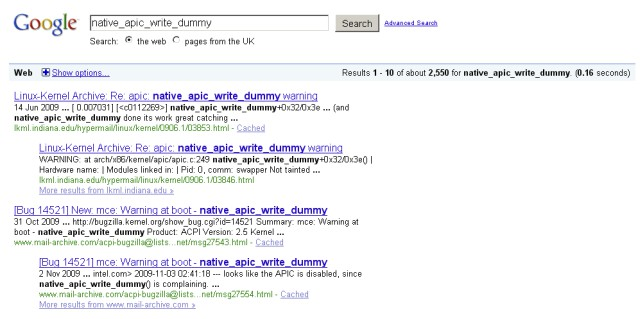 Google native_apic_write_dummy Search Advanced Search
Search: the web pages from the UK
Web Show options... Results 1 - 10 of about 2,550 for native_apic_write_dummy. (0.16 seconds)
Linux-Kernel Archive: Re: apic: native_apic_write_dummy warning
14 Jun 2009 ... [ 0.007031] [<c0112269>] native_apic_write_dummy+0x32/0x3e ... (and
native_apic_write_dummy done its work great catching ...
lkml.indiana.edu/hypermail/linux/kernel/0906.1/03853.html - Cached
Linux-Kernel Archive: Re: apic: native_apic_write_dummy warning
WARNING: at arch/x86/kernel/apic/apic.c:249 native_apic_write_dummy+0x32/0x3e() |
Hardware name: | Modules linked in: | Pid: 0, comm: swapper Not tainted ...
lkml.indiana.edu/hypermail/linux/kernel/0906.1/03846.html
More results from lkml.indiana.edu »
[Bug 14521] New: mce: Warning at boot - native_apic_write_dummy
31 Oct 2009 ... http://bugzilla.kernel.org/show_bug.cgi?id=14521 Summary: mce: Warning at
boot - native_apic_write_dummy Product: ACPI Version: 2.5 Kernel ...
www.mail-archive.com/acpi-bugzilla@lists...net/msg27543.html - Cached
[Bug 14521] mce: Warning at boot - native_apic_write_dummy
2 Nov 2009 ... intel.com> 2009-11-03 02:41:18 --- looks like the APIC is disabled, since
native_apic_write_dummy() is complaining. ...
www.mail-archive.com/acpi-bugzilla@lists...net/msg27554.html - Cached
More results from www.mail-archive.com »